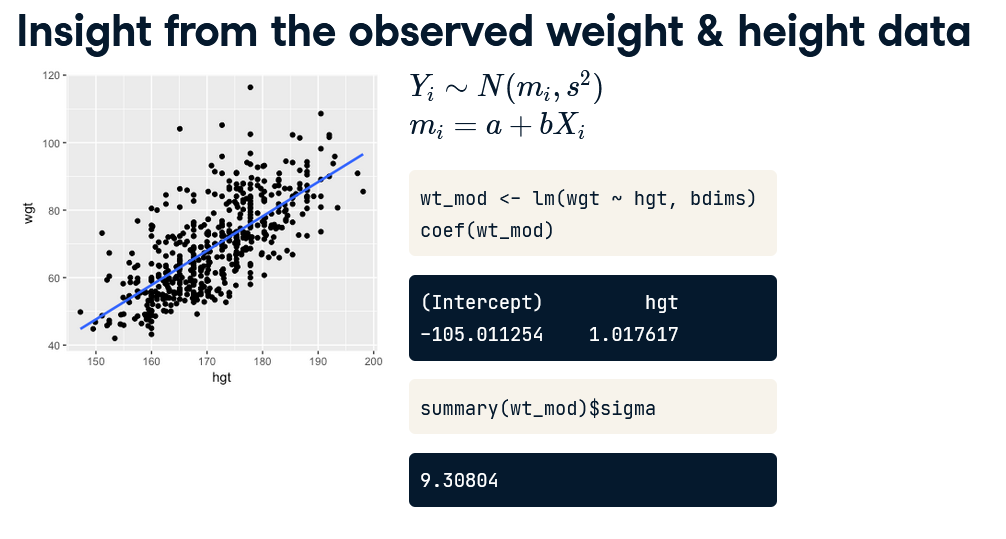 Insight from the observed weight & height data
120
100
80
60
40
wgt
150 160 170 180 190 200
hgt
Y_i ∼ N(m_i, s²)
m_i = a + bX_i
wt_mod <- lm(wgt ~ hgt, bdims)
coef(wt_mod)
(Intercept) hgt
-105.011254 1.017617
summary(wt_mod)$sigma
9.30804